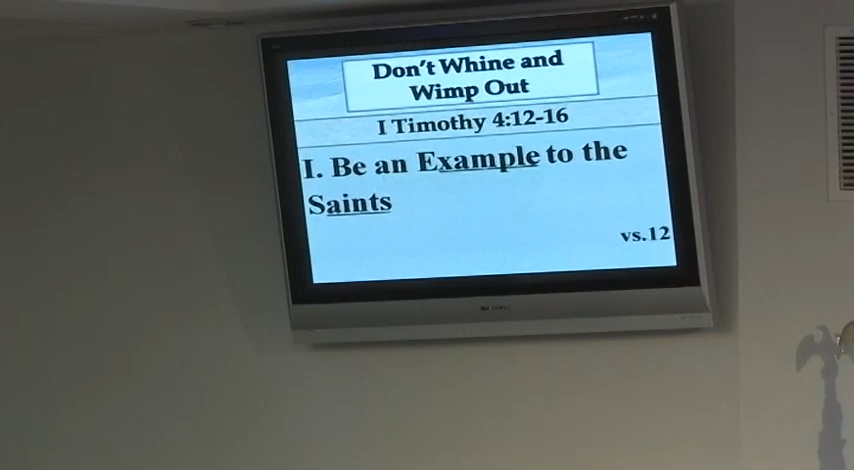 Don't Whine and
Wimp Out
I Timothy 4:12-16
I. Be an Example to the
Saints
vs.12